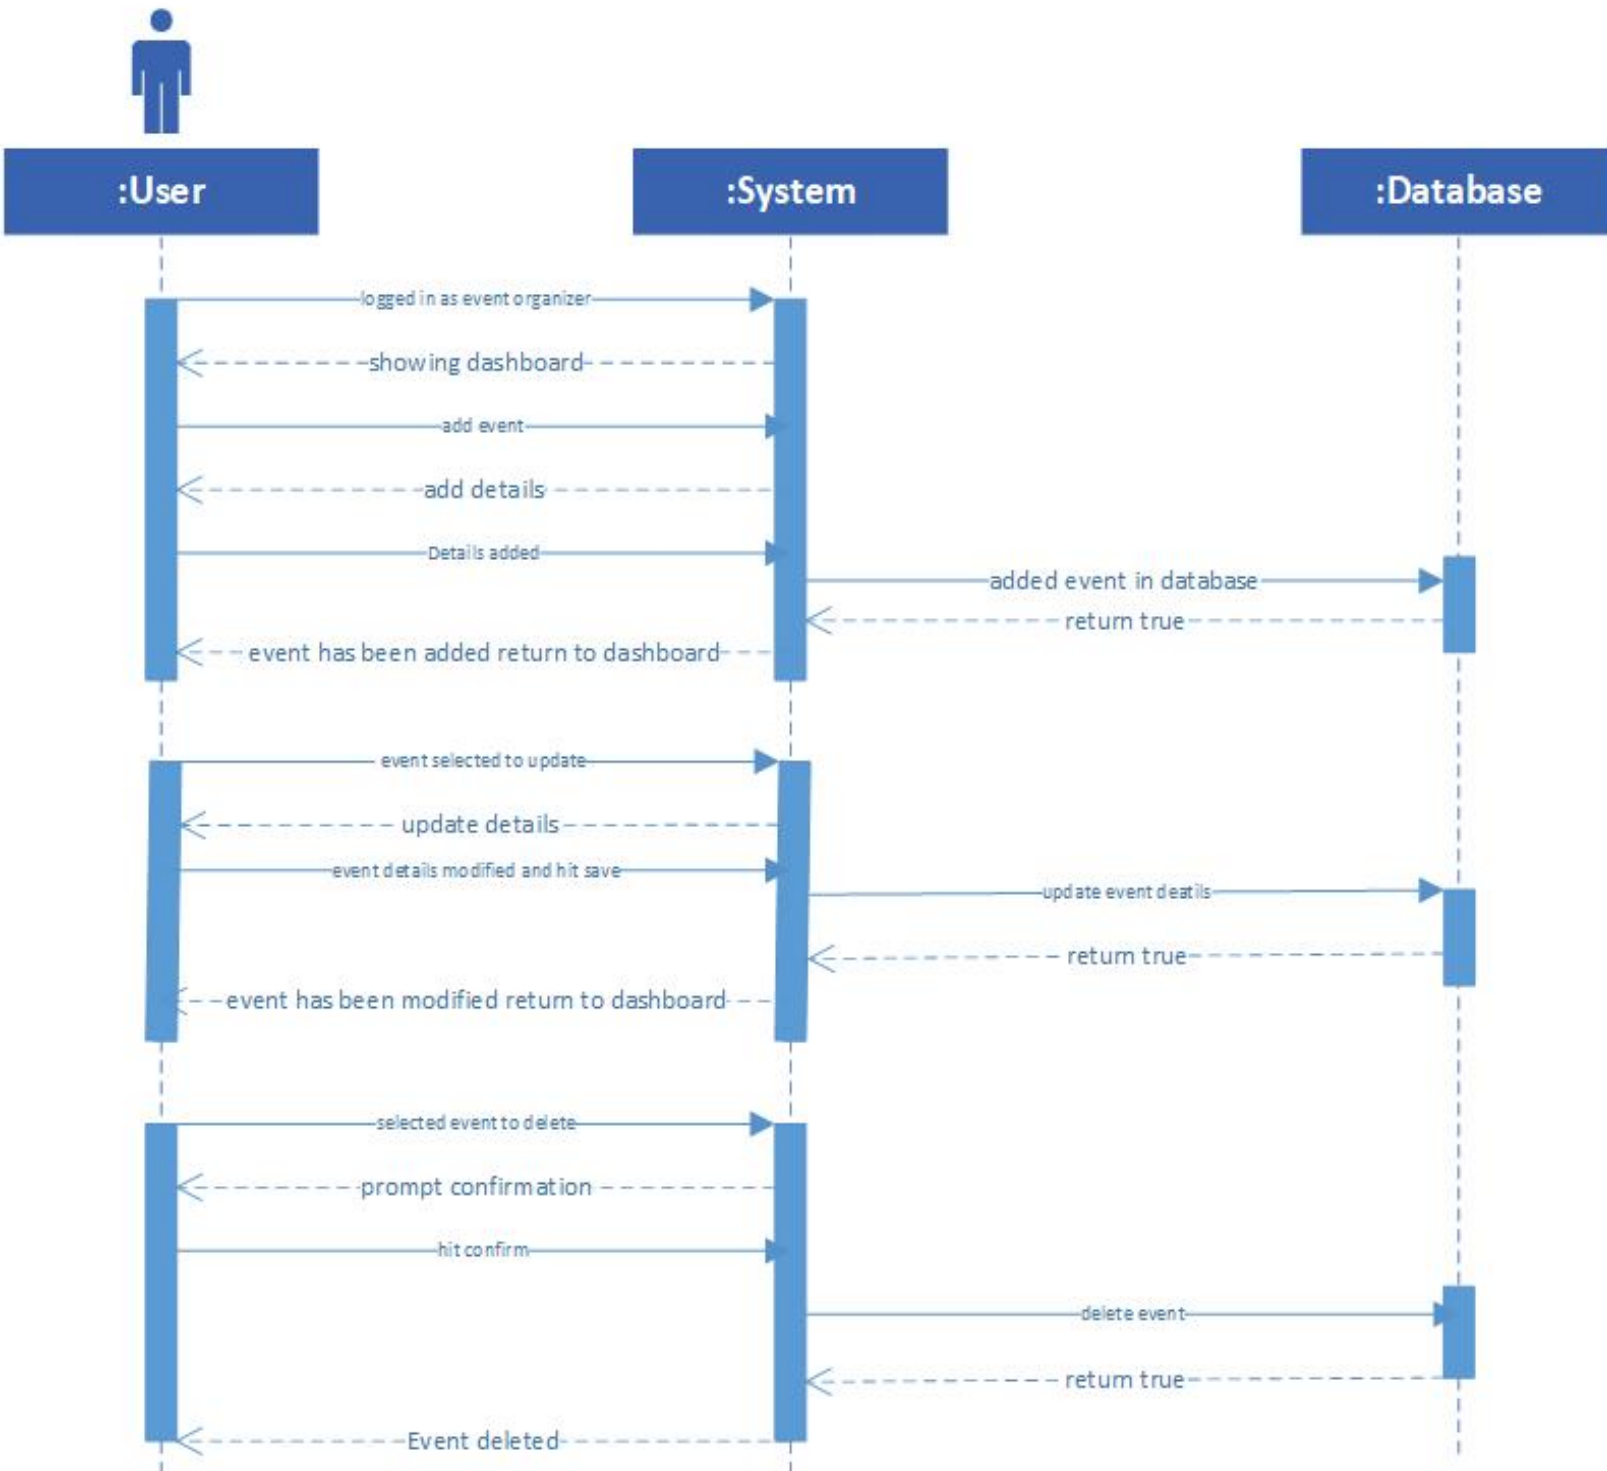 :User
:System
:Database
logged in as event organizer
showing dashboard
add event
add details
Details added
added event in database
return true
event has been added return to dashboard
event selected to update
update details
event details modified and hit save
update event deatils
return true
event has been modified return to dashboard
selected event to delete
prompt confirmation
hit confirm
delete event
return true
Event deleted